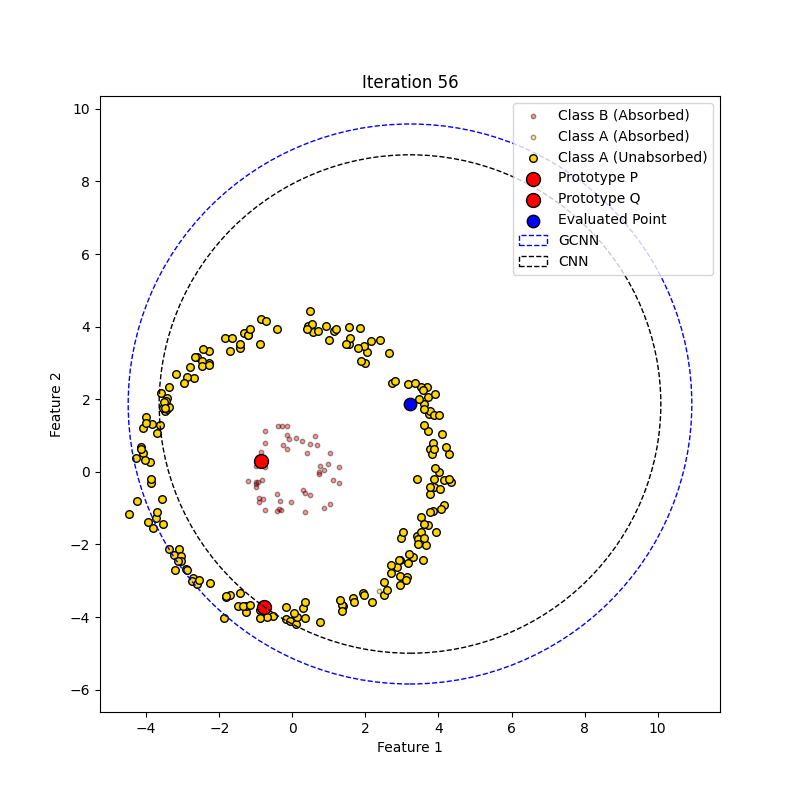 Iteration 56
Class B (Absorbed)
Class A (Absorbed)
Class A (Unabsorbed)
Prototype P
Prototype Q
Evaluated Point
GCNN
CNN
10
8
6
4
2
0
−2
−4
−6
Feature 2
−4 −2 0 2 4 6 8 10
Feature 1